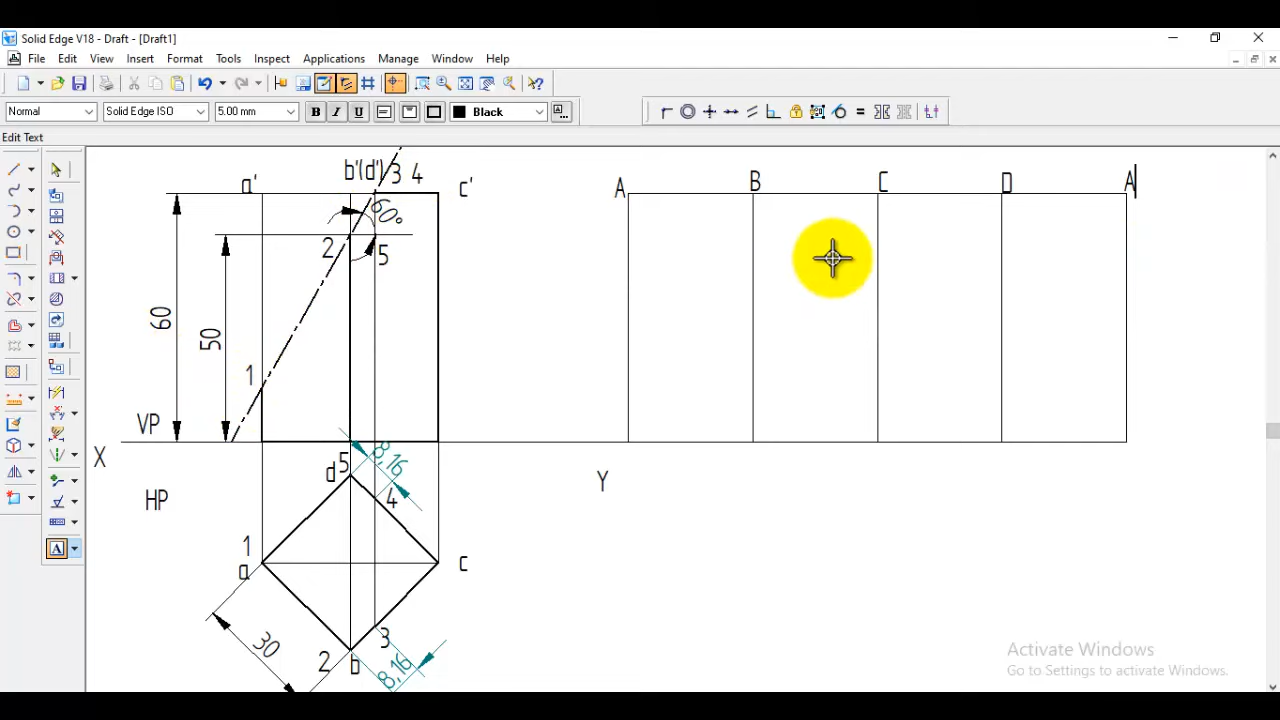 Solid Edge V18 - Draft - [Draft1]
File Edit View Insert Format Tools Inspect Applications Manage Window Help
Normal Solid Edge ISO 5.00 mm B I U Black A
Edit Text
a' b'(d') 3 4 c' A B C D A
60°
2 5
60
50
1
VP
X
8,16
d 5
Y
HP
4
1
a c
30
3
2 b
8,16
A
Activate Windows
Go to Settings to activate Windows.